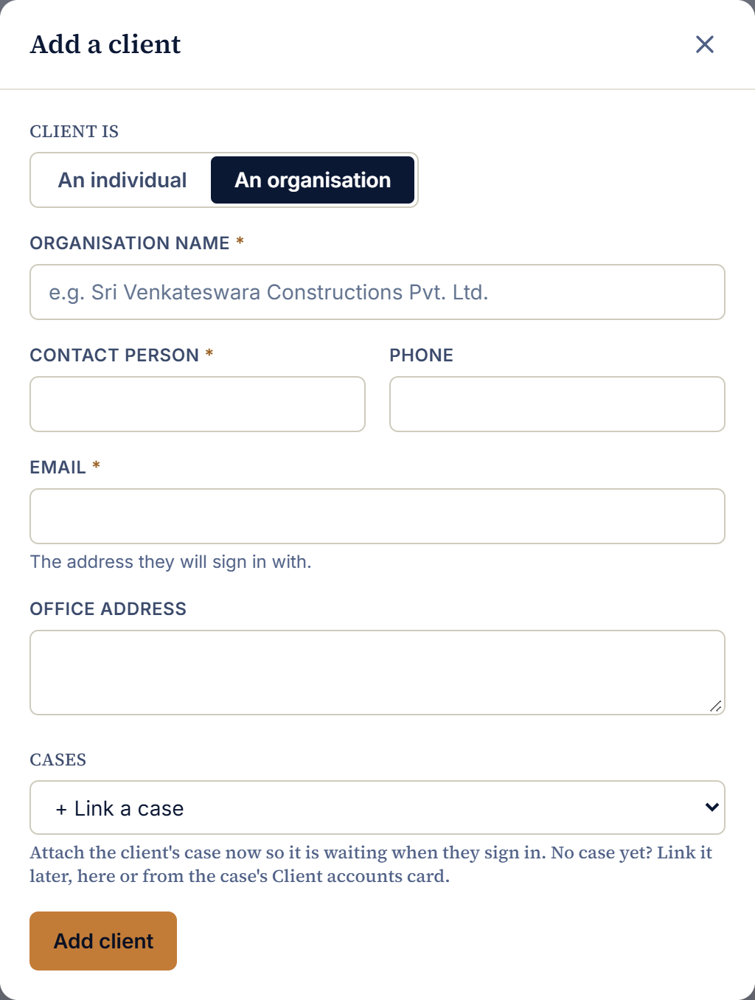 Add a client
CLIENT IS
An individual
An organisation
ORGANISATION NAME *
e.g. Sri Venkateswara Constructions Pvt. Ltd.
CONTACT PERSON *
PHONE
EMAIL *
The address they will sign in with.
OFFICE ADDRESS
CASES
+ Link a case
Attach the client's case now so it is waiting when they sign in. No case yet? Link it
later, here or from the case's Client accounts card.
Add client